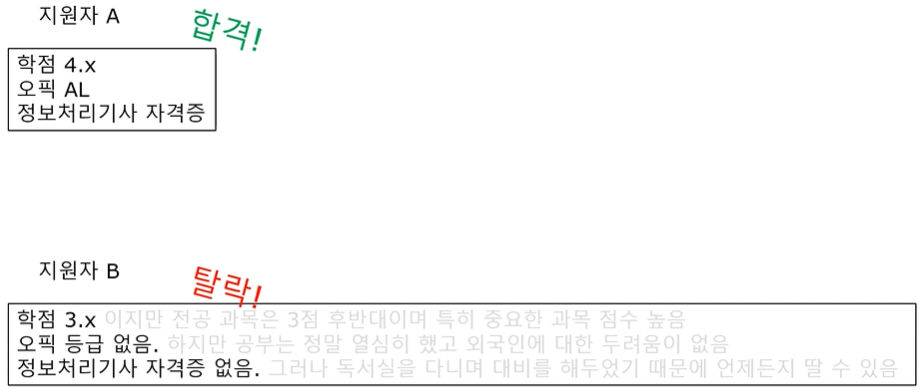 지원자 A
합격!
학점 4.x
오픽 AL
정보처리기사 자격증
지원자 B
탈락!
학점 3.x 이지만 전공 과목은 3점 후반대이며 특히 중요한 과목 점수 높음
오픽 등급 없음. 하지만 공부는 정말 열심히 했고 외국인에 대한 두려움이 없음
정보처리기사 자격증 없음. 그러나 독서실을 다니며 대비를 해두었기 때문에 언제든지 딸 수 있음